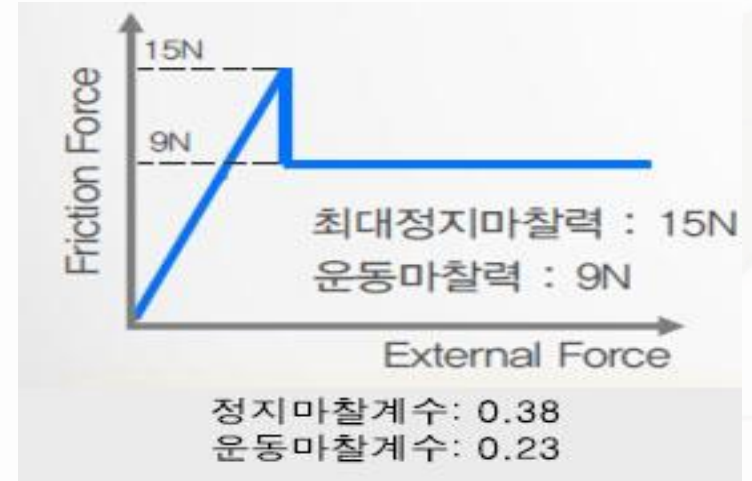 15N
9N
Friction Force
최대정지마찰력 : 15N
운동마찰력 : 9N
External Force
정지마찰계수: 0.38
운동마찰계수: 0.23